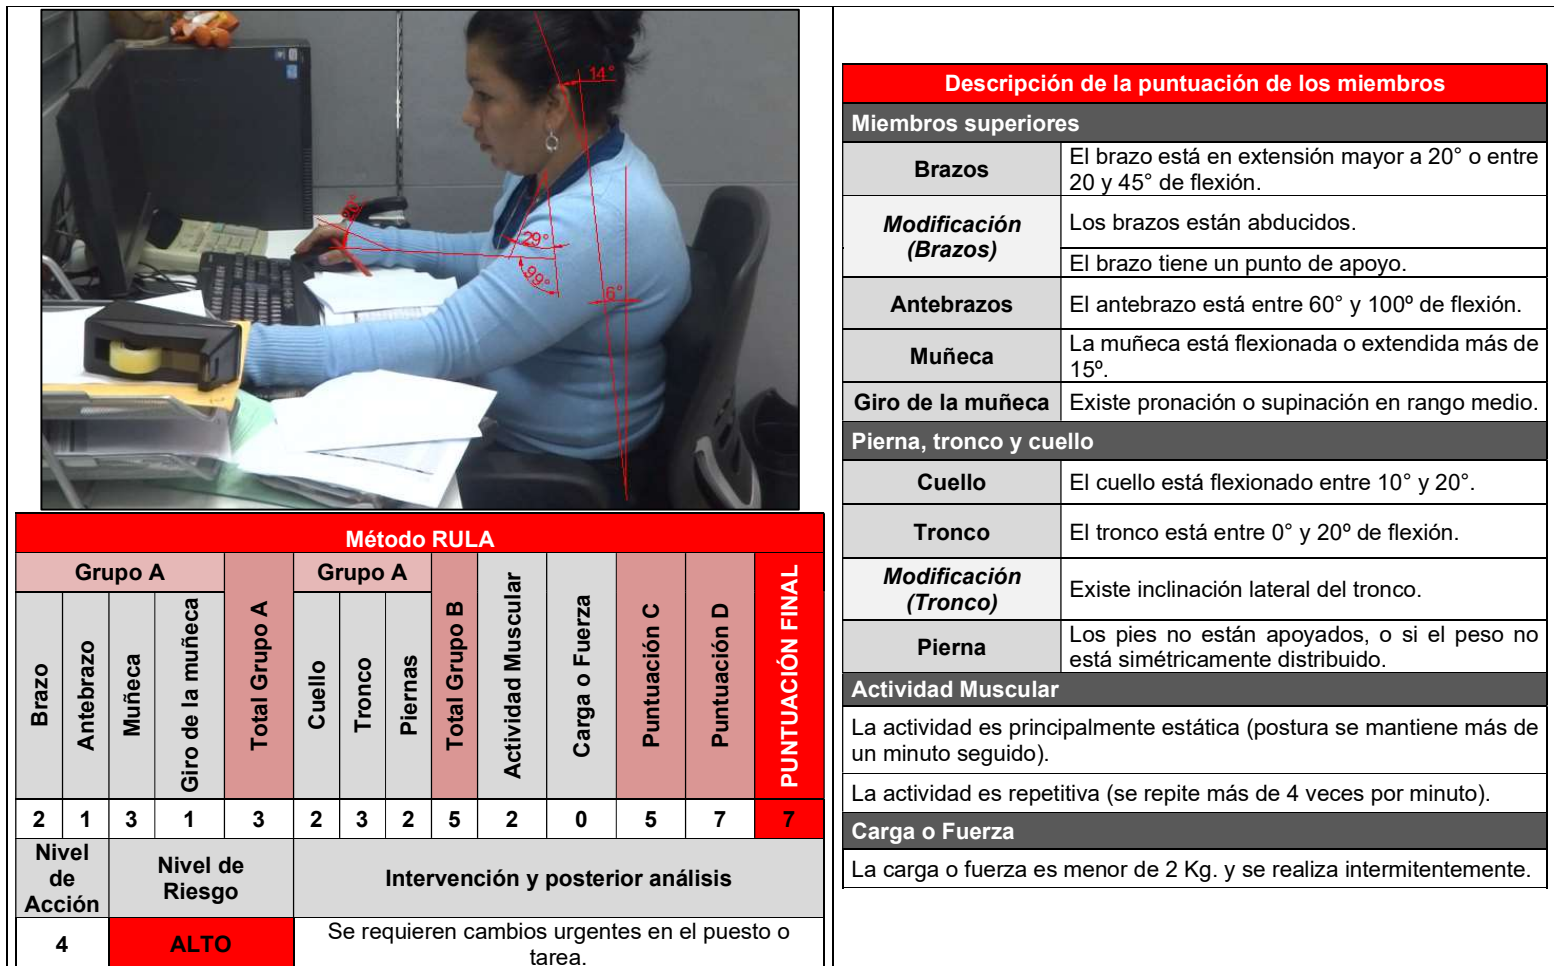 14°
29°
99°
6°
Método RULA
Grupo A
Grupo A
Brazo
Antebrazo
Muñeca
Giro de la muñeca
Total Grupo A
Cuello
Tronco
Piernas
Total Grupo B
Actividad Muscular
Carga o Fuerza
Puntuación C
Puntuación D
PUNTUACIÓN FINAL
2 1 3 1 3 2 3 2 5 2 0 5 7 7
Nivel
de
Acción
Nivel de
Riesgo
Intervención y posterior análisis
4
ALTO
Se requieren cambios urgentes en el puesto o
tarea.
Descripción de la puntuación de los miembros
Miembros superiores
Brazos
El brazo está en extensión mayor a 20° o entre
20 y 45° de flexión.
Modificación
(Brazos)
Los brazos están abducidos.
El brazo tiene un punto de apoyo.
Antebrazos
El antebrazo está entre 60° y 100º de flexión.
Muñeca
La muñeca está flexionada o extendida más de
15º.
Giro de la muñeca
Existe pronación o supinación en rango medio.
Pierna, tronco y cuello
Cuello
El cuello está flexionado entre 10° y 20°.
Tronco
El tronco está entre 0° y 20º de flexión.
Modificación
(Tronco)
Existe inclinación lateral del tronco.
Pierna
Los pies no están apoyados, o si el peso no
está simétricamente distribuido.
Actividad Muscular
La actividad es principalmente estática (postura se mantiene más de
un minuto seguido).
La actividad es repetitiva (se repite más de 4 veces por minuto).
Carga o Fuerza
La carga o fuerza es menor de 2 Kg. y se realiza intermitentemente.